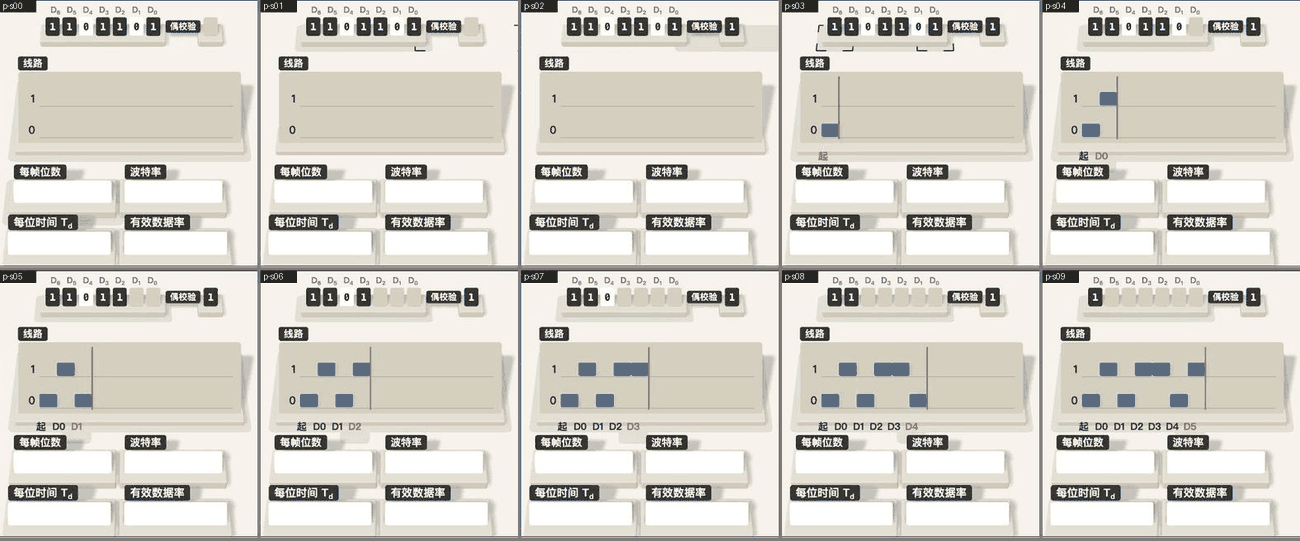 p-s00
D₆ D₅ D₄ D₃ D₂ D₁ D₀
1 1 0 1 1 0 1 偶校验
线路
1
0
每帧位数 波特率
每位时间 T_d 有效数据率
p-s01
D₆ D₅ D₄ D₃ D₂ D₁ D₀
1 1 0 1 1 0 1 偶校验
线路
1
0
每帧位数 波特率
每位时间 T_d 有效数据率
p-s02
D₆ D₅ D₄ D₃ D₂ D₁ D₀
1 1 0 1 1 0 1 偶校验 1
线路
1
0
每帧位数 波特率
每位时间 T_d 有效数据率
p-s03
D₆ D₅ D₄ D₃ D₂ D₁ D₀
1 1 0 1 1 0 1 偶校验 1
线路
1
0
起
每帧位数 波特率
每位时间 T_d 有效数据率
p-s04
D₆ D₅ D₄ D₃ D₂ D₁ D₀
1 1 0 1 1 0 偶校验 1
线路
1
0
起 D0
每帧位数 波特率
每位时间 T_d 有效数据率
p-s05
D₆ D₅ D₄ D₃ D₂ D₁ D₀
1 1 0 1 1 偶校验 1
线路
1
0
起 D0 D1
每帧位数 波特率
每位时间 T_d 有效数据率
p-s06
D₆ D₅ D₄ D₃ D₂ D₁ D₀
1 1 0 1 偶校验 1
线路
1
0
起 D0 D1 D2
每帧位数 波特率
每位时间 T_d 有效数据率
p-s07
D₆ D₅ D₄ D₃ D₂ D₁ D₀
1 1 0 偶校验 1
线路
1
0
起 D0 D1 D2 D3
每帧位数 波特率
每位时间 T_d 有效数据率
p-s08
D₆ D₅ D₄ D₃ D₂ D₁ D₀
1 1 偶校验 1
线路
1
0
起 D0 D1 D2 D3 D4
每帧位数 波特率
每位时间 T_d 有效数据率
p-s09
D₆ D₅ D₄ D₃ D₂ D₁ D₀
1 偶校验 1
线路
1
0
起 D0 D1 D2 D3 D4 D5
每帧位数 波特率
每位时间 T_d 有效数据率